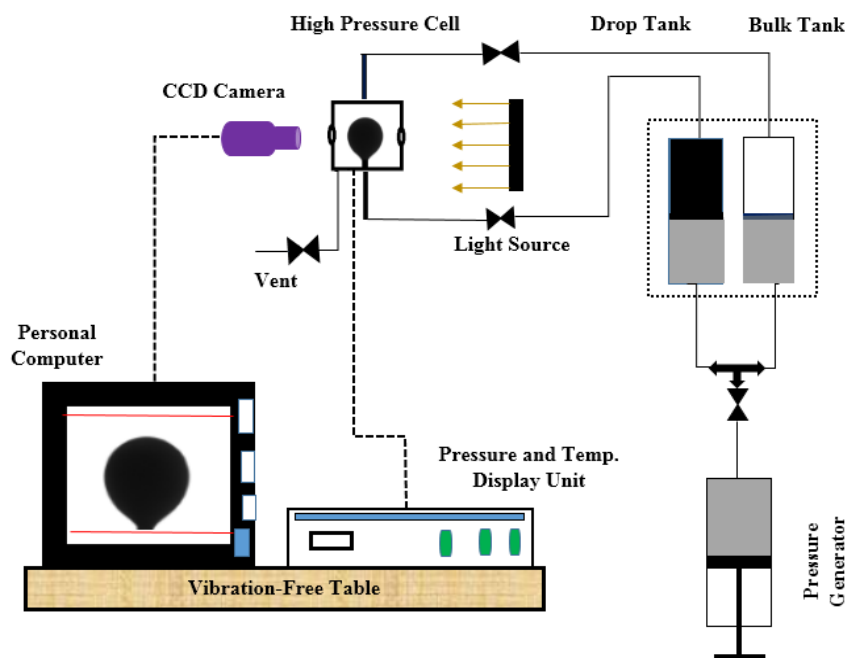 High Pressure Cell
Drop Tank
Bulk Tank
CCD Camera
Light Source
Vent
Personal
Computer
Pressure and Temp.
Display Unit
Vibration-Free Table
Pressure
Generator